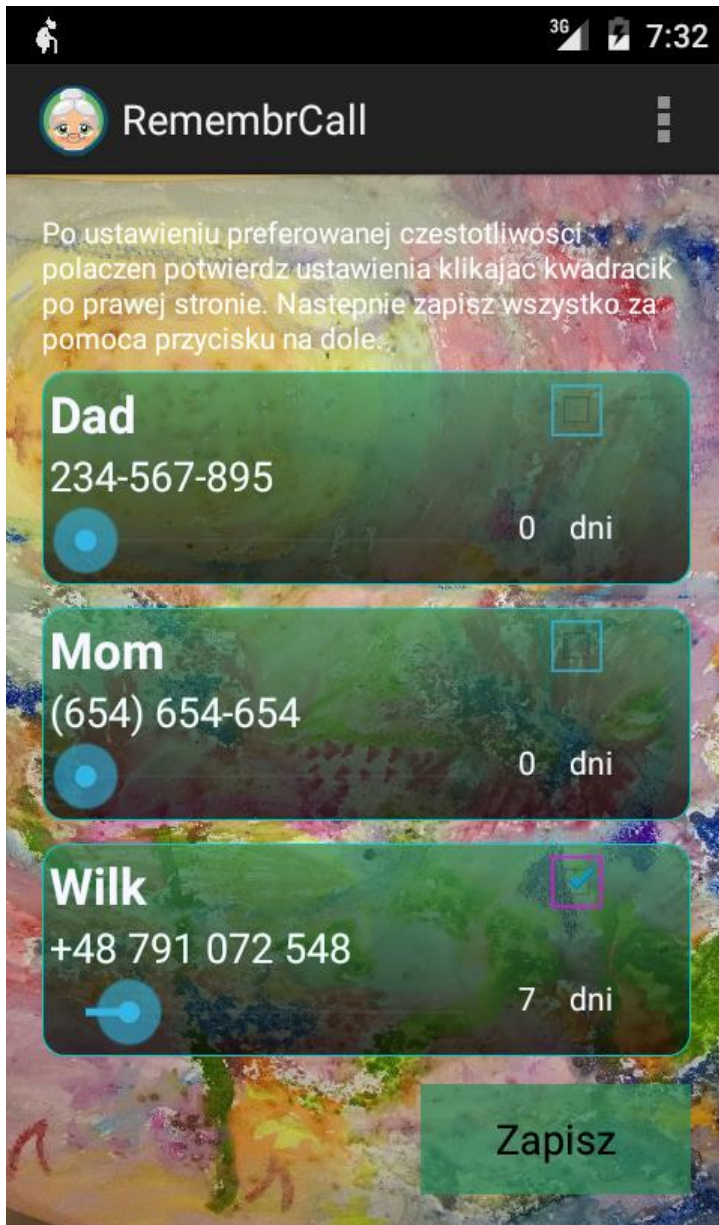 3G 7:32
RemembrCall
Po ustawieniu preferowanej czestotliwosci
polaczen potwierdz ustawienia klikajac kwadracik
po prawej stronie. Nastepnie zapisz wszystko za
pomoca przycisku na dole.
Dad
234-567-895
0 dni
Mom
(654) 654-654
0 dni
Wilk
+48 791 072 548
7 dni
Zapisz